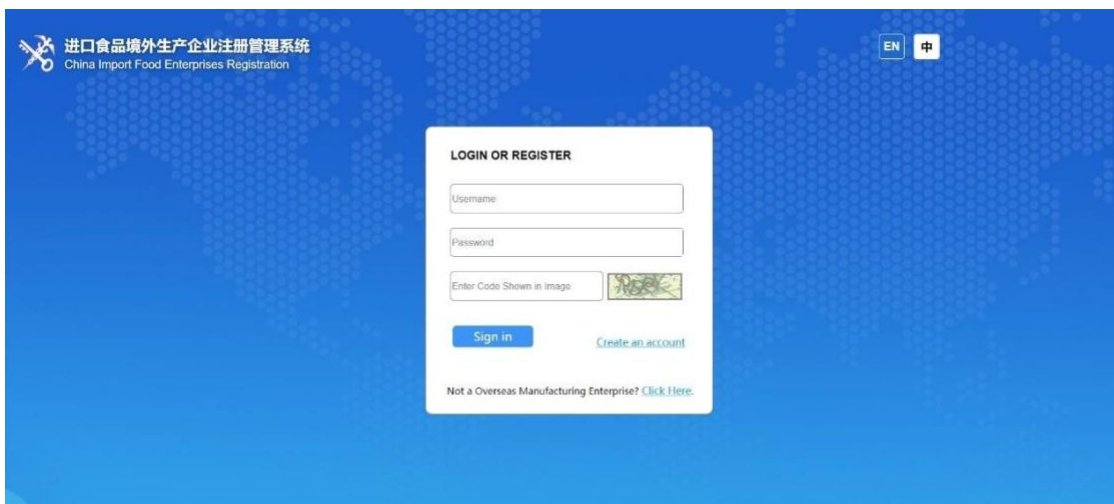 进口食品境外生产企业注册管理系统
China Import Food Enterprises Registration
EN 中
LOGIN OR REGISTER
Username
Password
Enter Code Shown in Image
Sign in
Create an account
Not a Overseas Manufacturing Enterprise? Click Here.